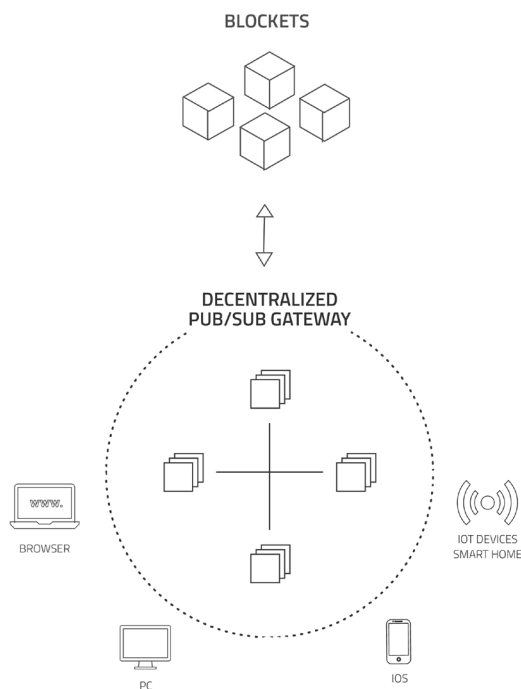 BLOCKETS
DECENTRALIZED
PUB/SUB GATEWAY
WWW.
BROWSER
IOT DEVICES
SMART HOME
PC
IOS